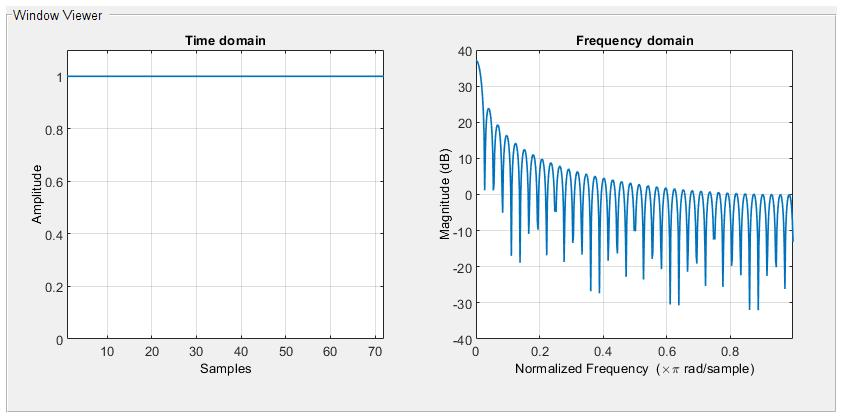 Window Viewer
Time domain
Amplitude
1
0.8
0.6
0.4
0.2
0
10 20 30 40 50 60 70
Samples
Frequency domain
Magnitude (dB)
40
30
20
10
0
-10
-20
-30
-40
0 0.2 0.4 0.6 0.8
Normalized Frequency (×π rad/sample)